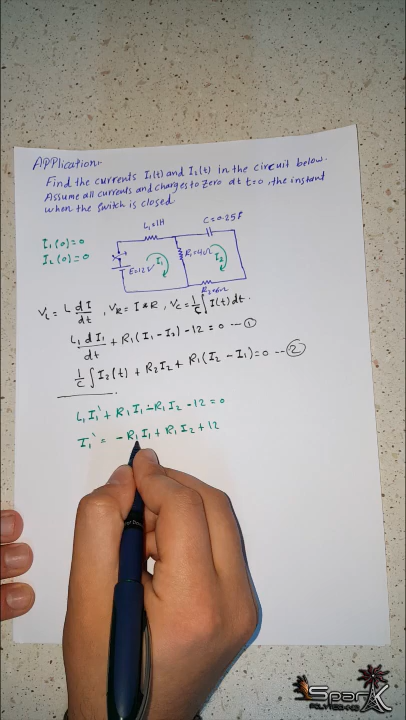 Application:-
Find the currents I₁(t) and I₂(t) in the circuit below.
Assume all currents and charges to zero at t=0, the instant
when the switch is closed.
L₁=1H
C=0.25F
I₁(0)=0
I₂(0)=0
E=12V
I₁
R₁=4Ω
I₂
R₂=6Ω
V_L = L dI/dt , V_R = I*R , V_C = 1/C ∫ I(t) dt .
L₁ dI₁/dt + R₁(I₁-I₂) -12 = 0 --- ①
1/C ∫ I₂(t) + R₂I₂ + R₁(I₂-I₁)=0 -- ②
L₁I₁' + R₁I₁ - R₁I₂ -12 = 0
I₁' = -R₁I₁ + R₁I₂ + 12
Spark
POLYTECHNIC